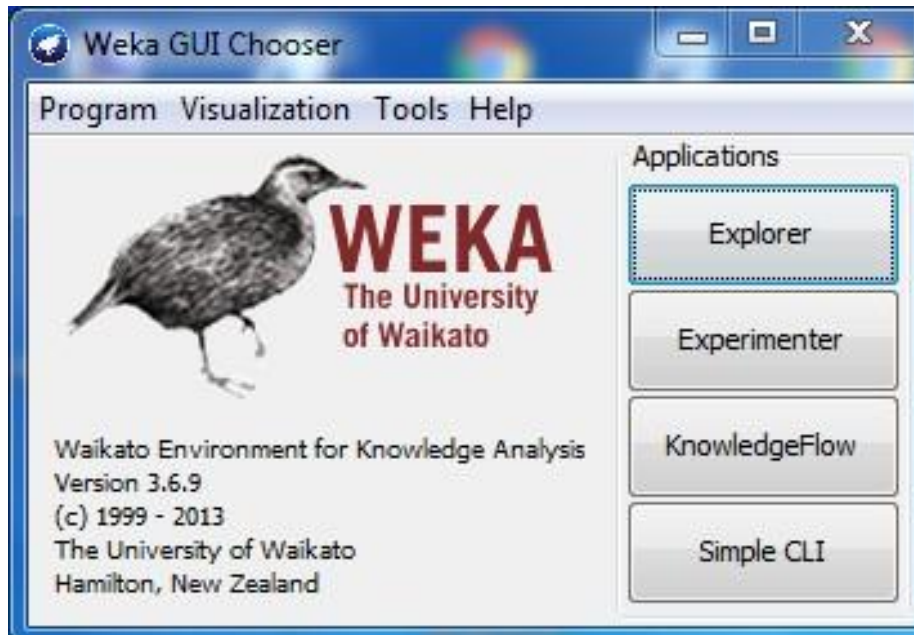 Weka GUI Chooser
Program Visualization Tools Help
WEKA
The University
of Waikato
Waikato Environment for Knowledge Analysis
Version 3.6.9
(c) 1999 - 2013
The University of Waikato
Hamilton, New Zealand
Applications
Explorer
Experimenter
KnowledgeFlow
Simple CLI